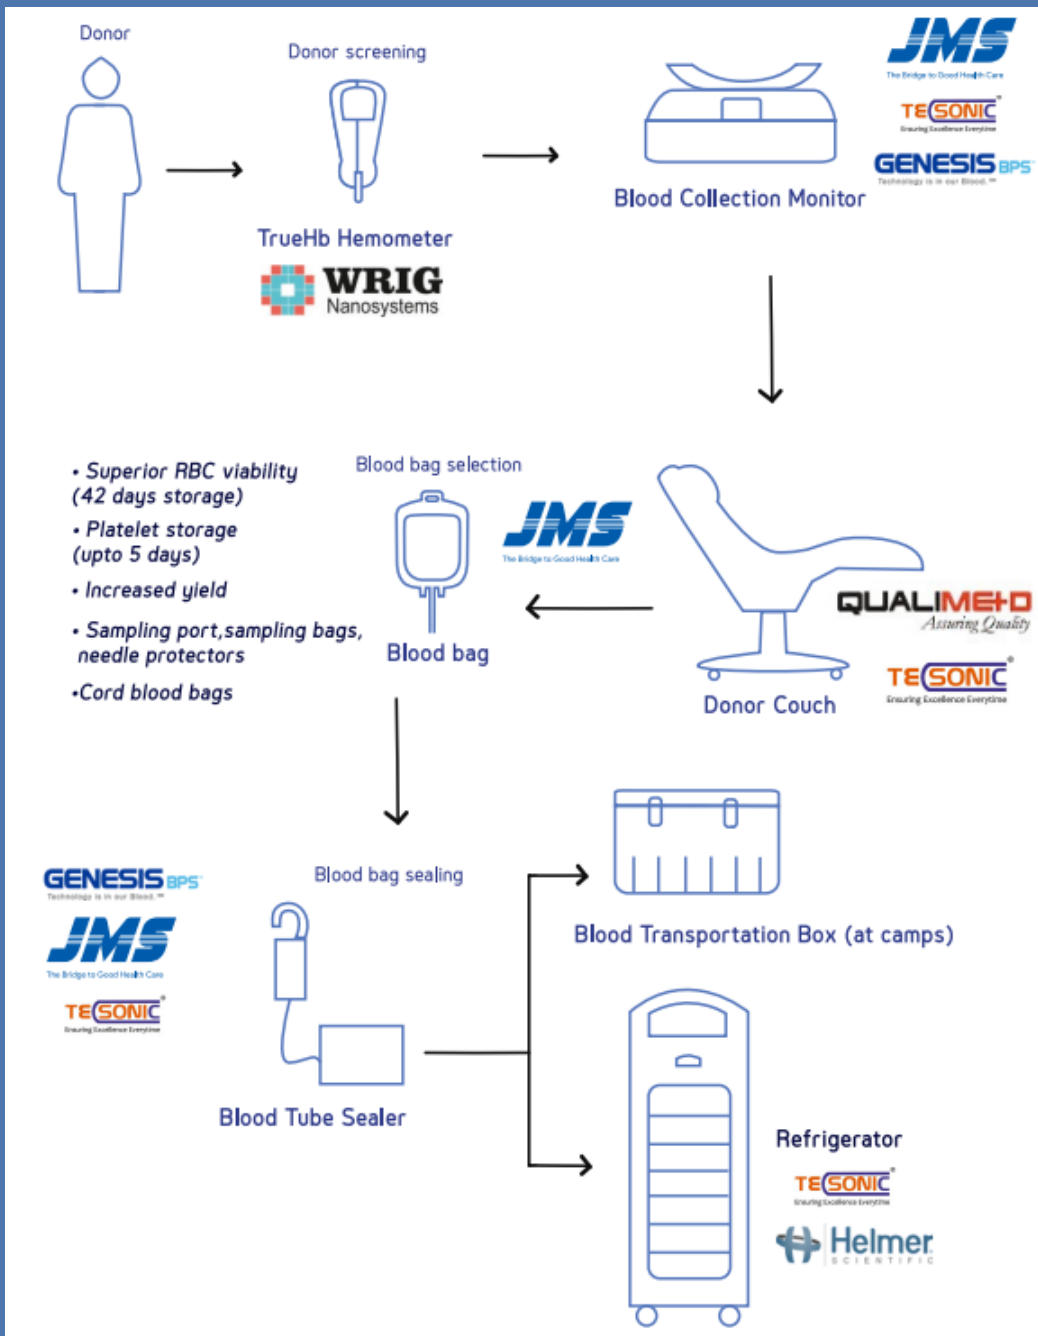 Donor
Donor screening
JMS
The Bridge to Good Health Care
TECSONIC®
Ensuring Excellence Everytime
GENESIS BPS™
Technology is in our Blood.™
Blood Collection Monitor
TrueHb Hemometer
WRIG
Nanosystems
• Superior RBC viability
(42 days storage)
• Platelet storage
(upto 5 days)
• Increased yield
• Sampling port,sampling bags,
needle protectors
•Cord blood bags
Blood bag selection
JMS
The Bridge to Good Health Care
Blood bag
QUALIMED
Assuring Quality
TECSONIC®
Ensuring Excellence Everytime
Donor Couch
GENESIS BPS™
Technology is in our Blood.™
JMS
The Bridge to Good Health Care
TECSONIC®
Ensuring Excellence Everytime
Blood bag sealing
Blood Tube Sealer
Blood Transportation Box (at camps)
Refrigerator
TECSONIC®
Ensuring Excellence Everytime
Helmer
SCIENTIFIC